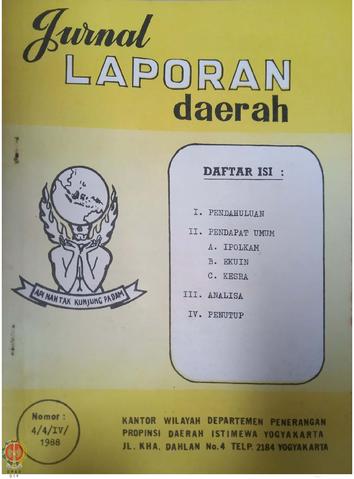 Jurnal
LAPORAN
daerah
DAFTAR ISI :
I. PENDAHULUAN
II. PENDAPAT UMUM
A. IPOLKAM
B. EKUIN
C. KESRA
III. ANALISA
IV. PENUTUP
API NAN TAK KUNJUNG PADAM
Nomor :
4/4/IV/
1988
KANTOR WILAYAH DEPARTEMEN PENERANGAN
PROPINSI DAERAH ISTIMEWA YOGYAKARTA
JL. KHA. DAHLAN No. 4 TELP. 2184 YOGYAKARTA